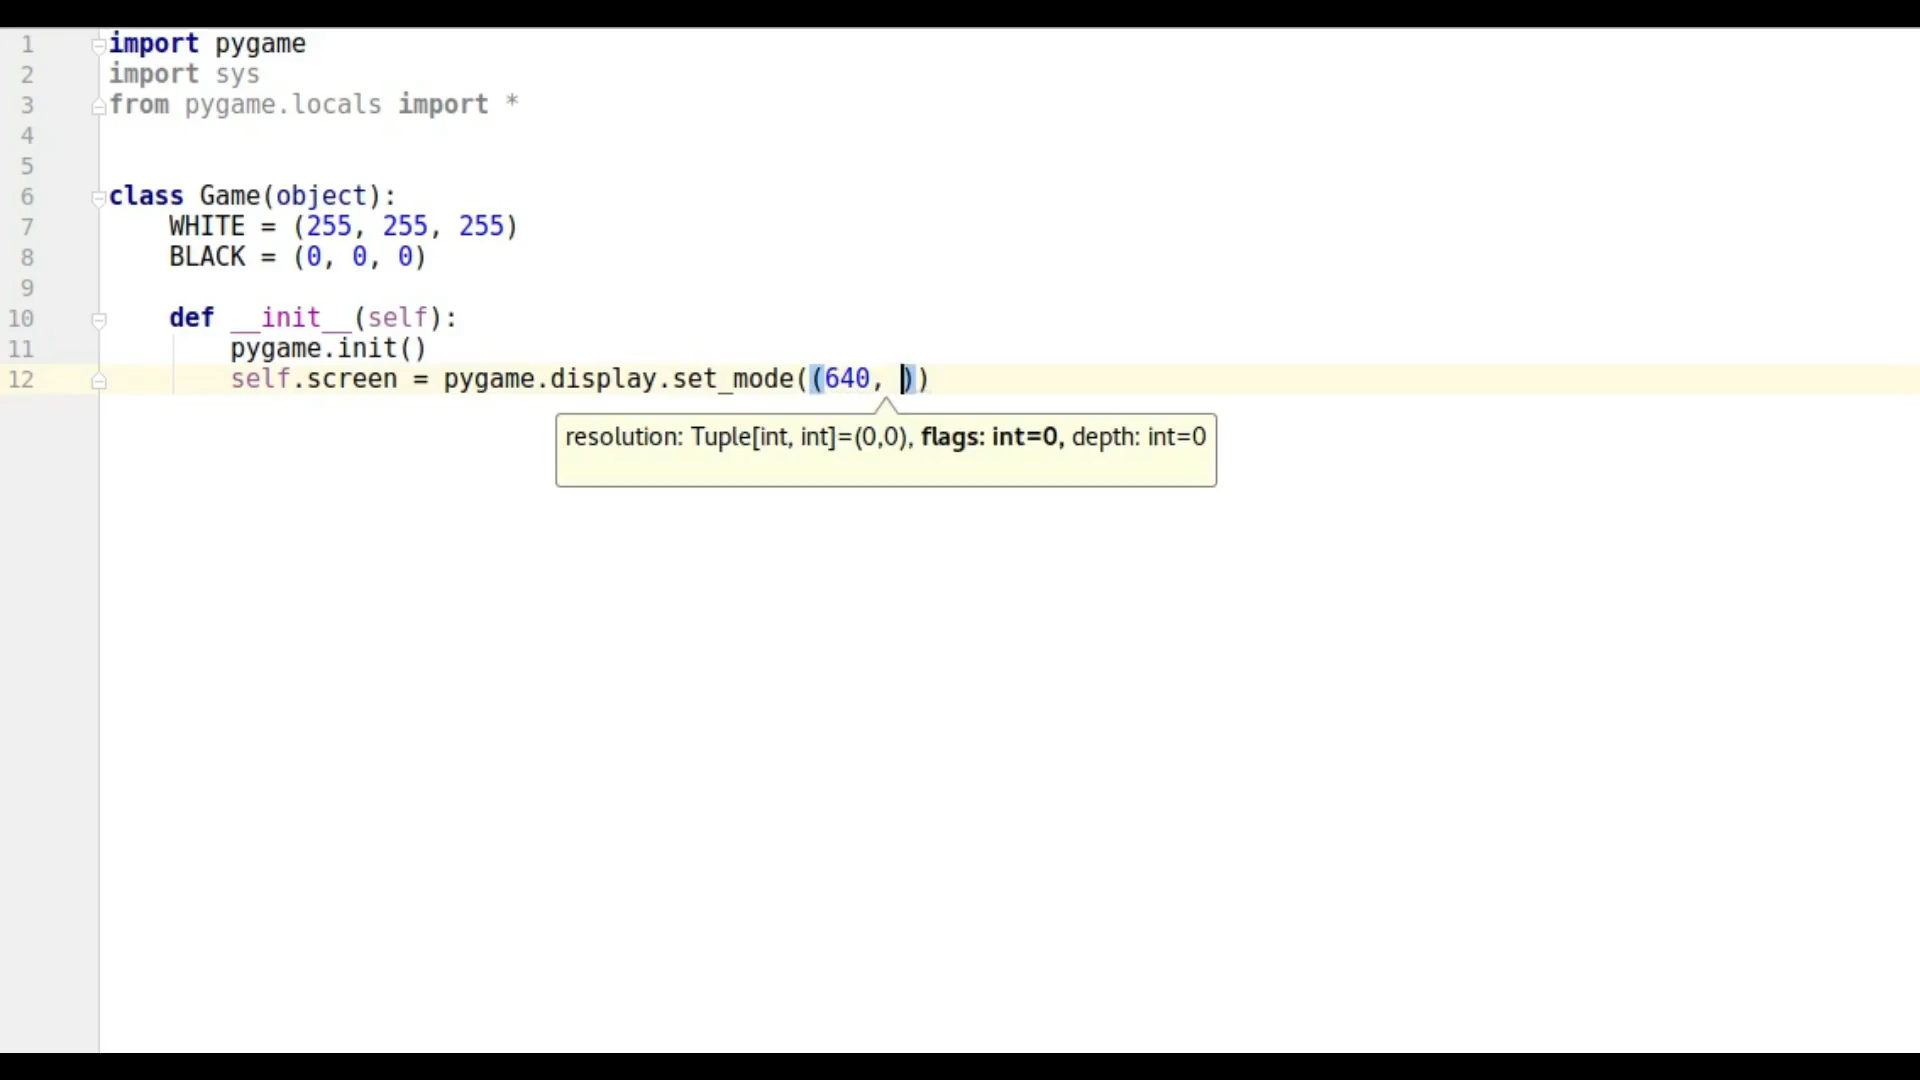 1 import pygame
2 import sys
3 from pygame.locals import *
4
5
6 class Game(object):
7     WHITE = (255, 255, 255)
8     BLACK = (0, 0, 0)
9
10     def __init__(self):
11         pygame.init()
12         self.screen = pygame.display.set_mode((640, ))
resolution: Tuple[int, int]=(0,0), flags: int=0, depth: int=0